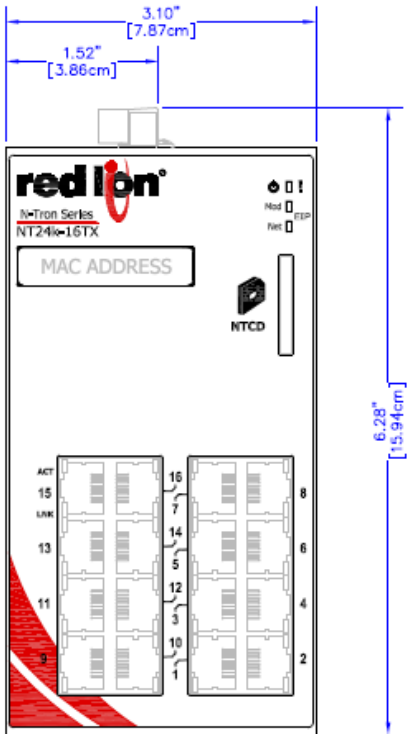 3.10"
[7.87cm]
1.52"
[3.86cm]
red lion®
N-Tron Series
NT24k-16TX
!
Mod
EIP
Net
MAC ADDRESS
NTCD
6.28"
[15.94cm]
ACT
15
LNK
16
7
8
13
14
5
6
11
12
3
4
9
10
1
2